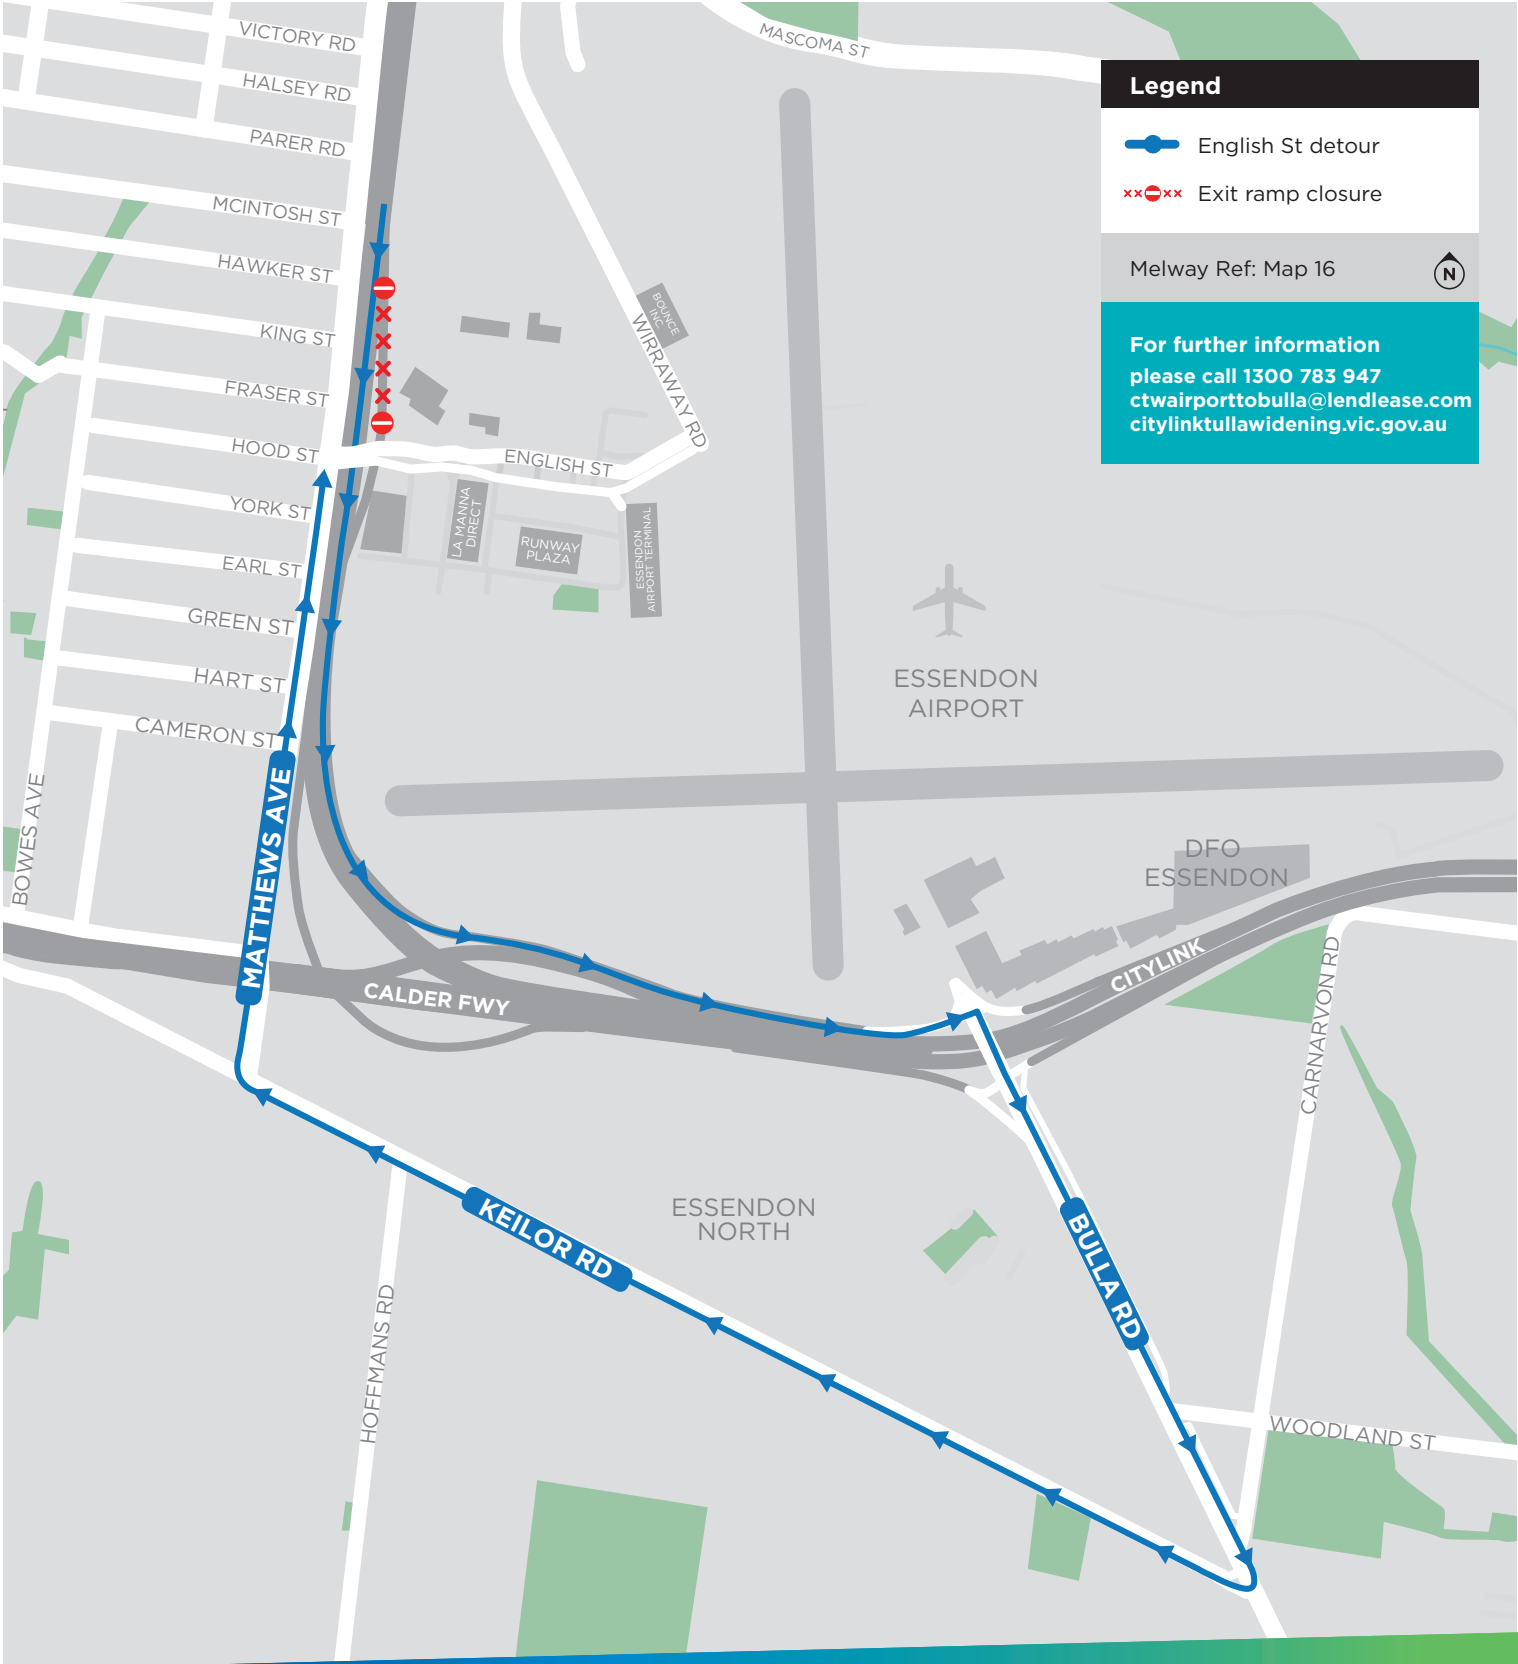 VICTORY RD
MASCOMA ST
HALSEY RD
PARER RD
MCINTOSH ST
HAWKER ST
KING ST
FRASER ST
HOOD ST
YORK ST
EARL ST
GREEN ST
HART ST
CAMERON ST
BOWES AVE
MATTHEWS AVE
BOUNCE
INC
WIRRAWAY RD
ENGLISH ST
LA MANNA
DIRECT
RUNWAY
PLAZA
ESSENDON
AIRPORT TERMINAL
Legend
English St detour
Exit ramp closure
Melway Ref: Map 16
N
For further information
please call 1300 783 947
ctwairporttobulla@lendlease.com
citylinktullawidening.vic.gov.au
ESSENDON
AIRPORT
DFO
ESSENDON
CITYLINK
CALDER FWY
CARNARVON RD
ESSENDON
NORTH
KEILOR RD
BULLA RD
HOFFMANS RD
WOODLAND ST